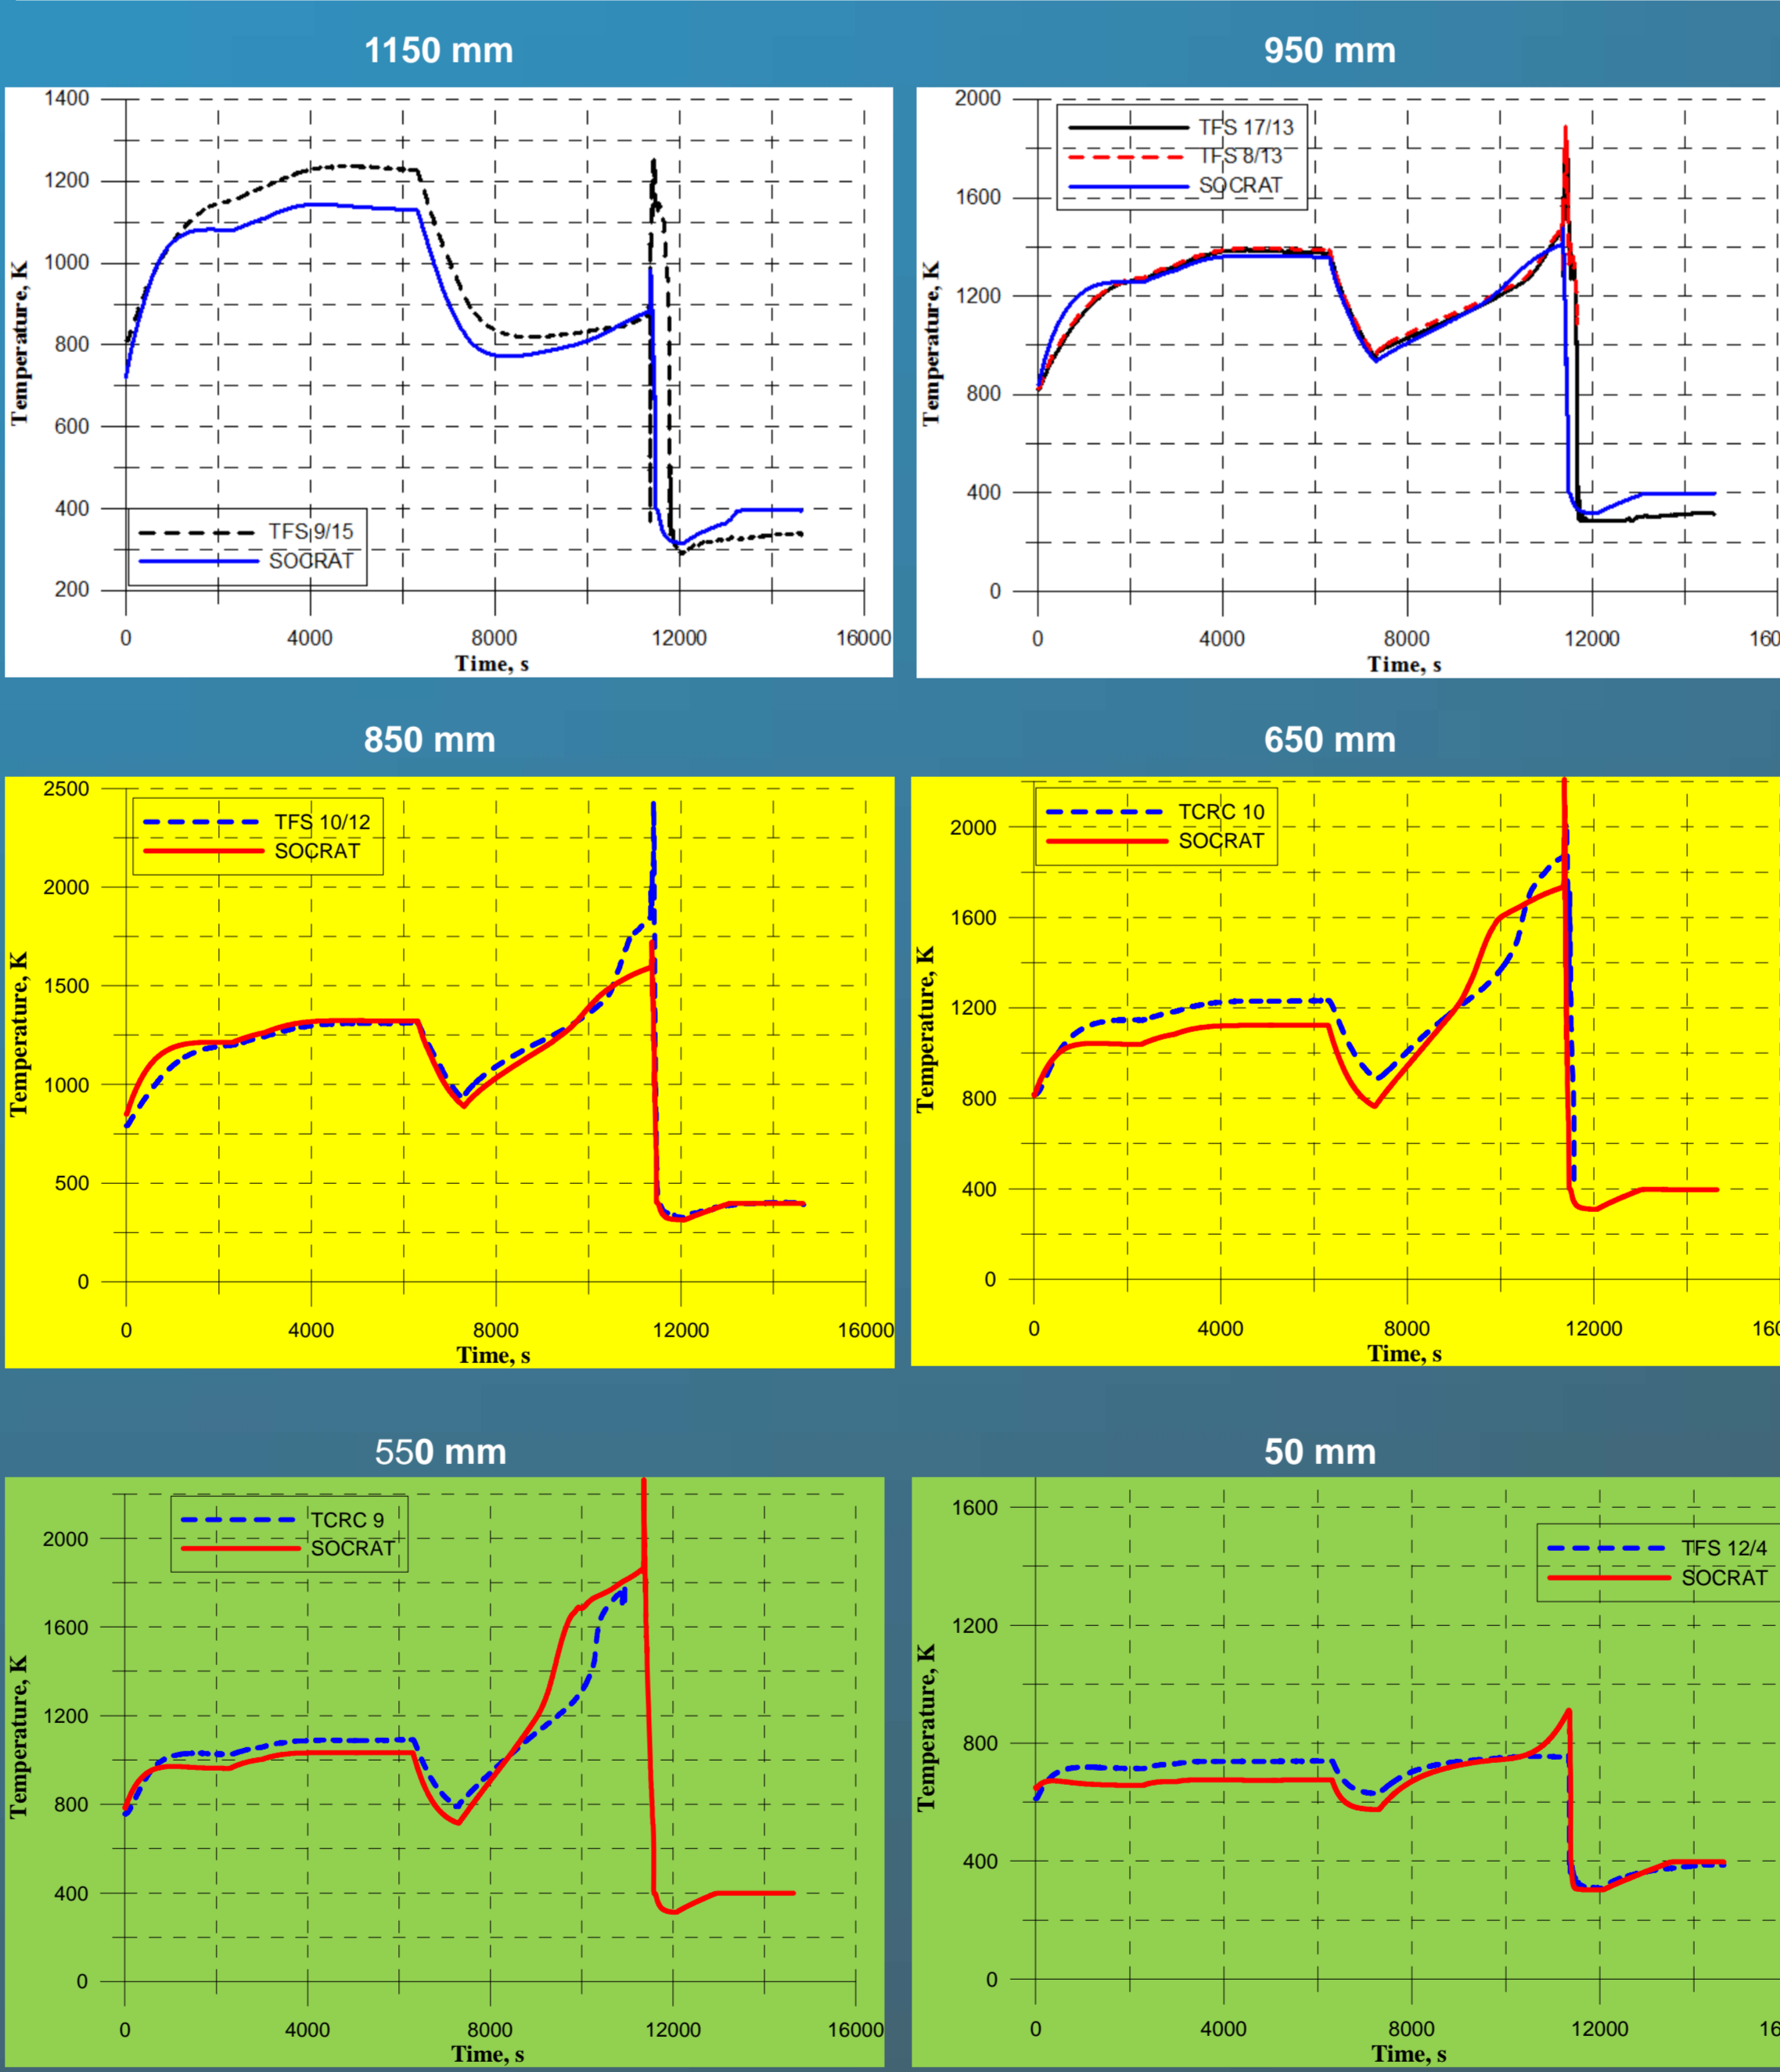 1150 mm
1400
1200
1000
800
600
400
200
Temperature, K
TFS 9/15
SOCRAT
0 4000 8000 12000 16000
Time, s
950 mm
2000
1600
1200
800
400
0
Temperature, K
TFS 17/13
TFS 8/13
SOCRAT
0 4000 8000 12000 160
Time, s
850 mm
2500
2000
1500
1000
500
0
Temperature, K
TFS 10/12
SOCRAT
0 4000 8000 12000 16000
Time, s
650 mm
2000
1600
1200
800
400
0
Temperature, K
TCRC 10
SOCRAT
0 4000 8000 12000
Time, s
550 mm
2000
1600
1200
800
400
0
Temperature, K
TCRC 9
SOCRAT
0 4000 8000 12000 16000
Time, s
50 mm
1600
1200
800
400
0
Temperature, K
TFS 12/4
SOCRAT
0 4000 8000 12000 16
Time, s